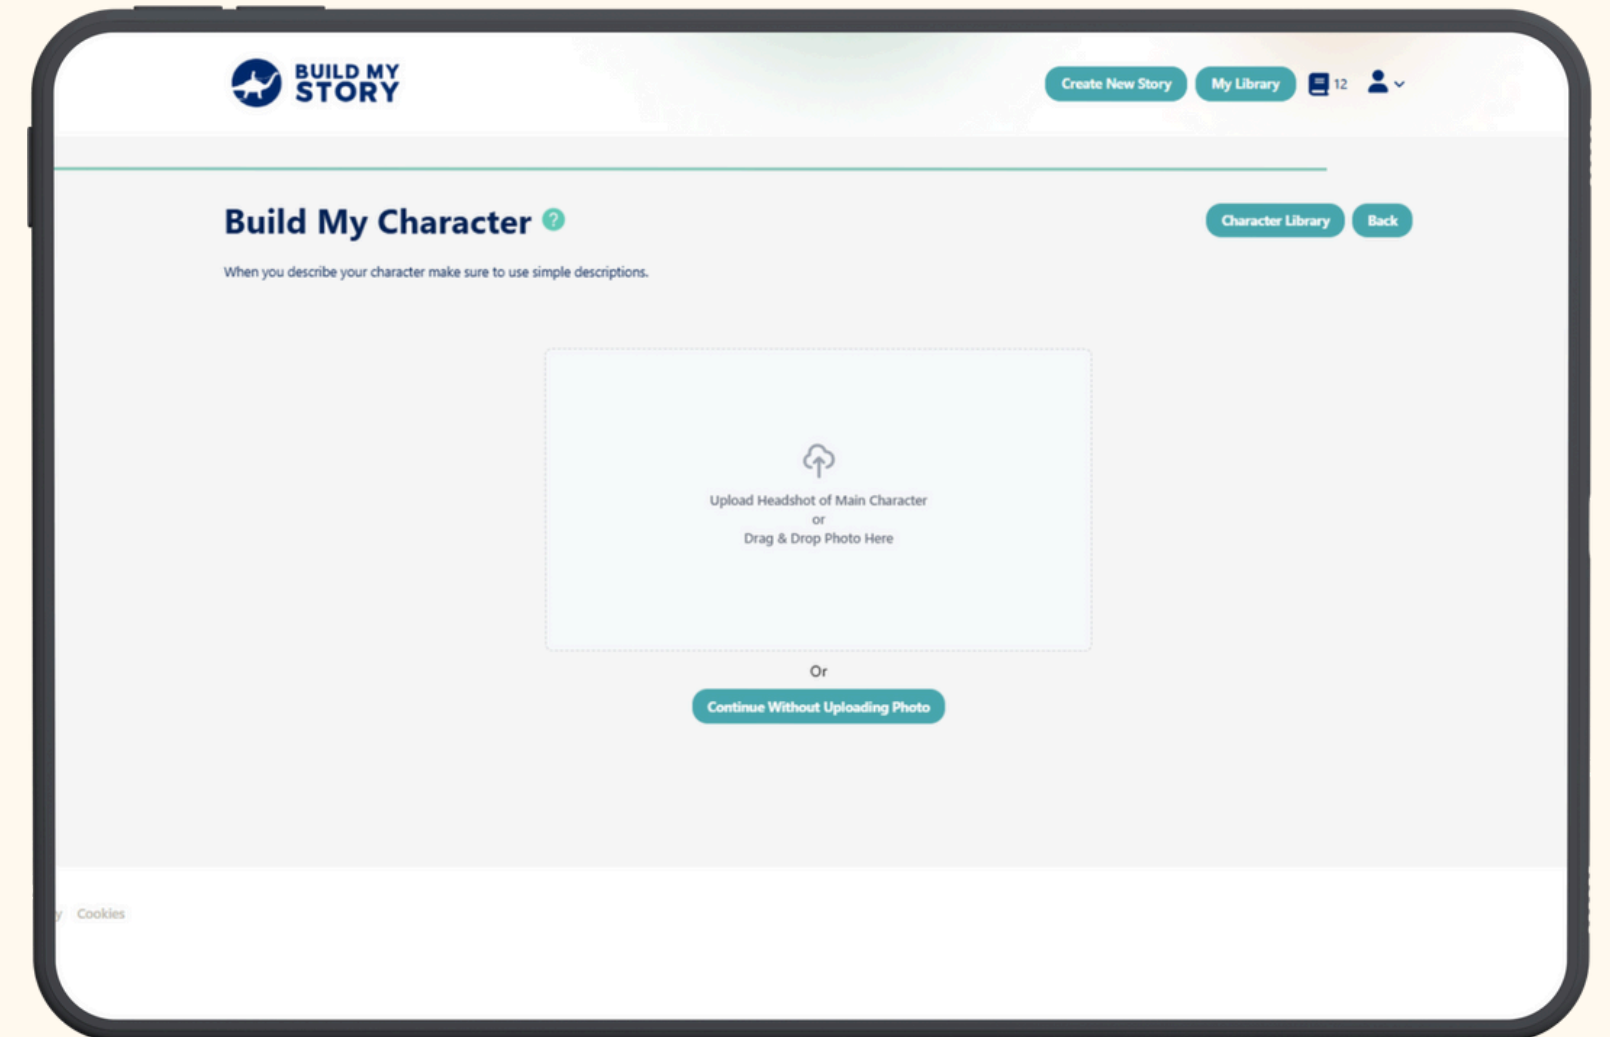 BUILD MY
STORY
Create New Story
My Library
12
Build My Character ?
Character Library
Back
When you describe your character make sure to use simple descriptions.
Upload Headshot of Main Character
or
Drag & Drop Photo Here
Or
Continue Without Uploading Photo
y Cookies